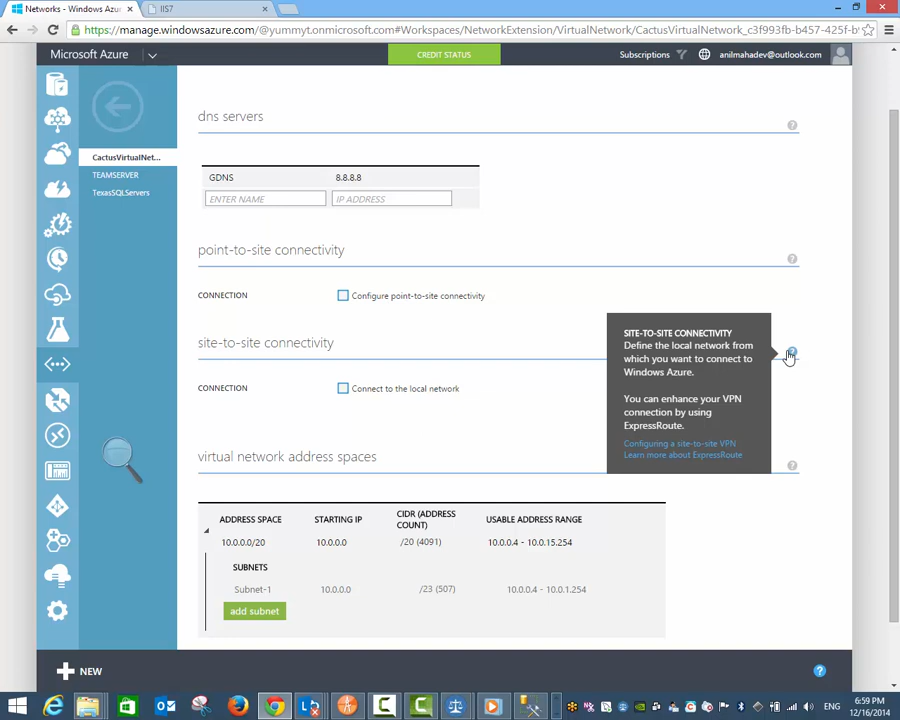 Networks - Windows Azu
IIS7
https://manage.windowsazure.com/@yummyt.onmicrosoft.com#Workspaces/NetworkExtension/VirtualNetwork/CactusVirtualNetwork_c3f993fb-b457-425f-b
Microsoft Azure
CREDIT STATUS
Subscriptions
anilmahadev@outlook.com
CactusVirtualNet...
TEAMSERVER
TexasSQLServers
dns servers
GDNS 8.8.8.8
ENTER NAME IP ADDRESS
point-to-site connectivity
CONNECTION Configure point-to-site connectivity
site-to-site connectivity
CONNECTION Connect to the local network
SITE-TO-SITE CONNECTIVITY
Define the local network from
which you want to connect to
Windows Azure.
You can enhance your VPN
connection by using
ExpressRoute.
Configuring a site-to-site VPN
Learn more about ExpressRoute
virtual network address spaces
ADDRESS SPACE STARTING IP CIDR (ADDRESS COUNT) USABLE ADDRESS RANGE
10.0.0.0/20 10.0.0.0 /20 (4091) 10.0.0.4 - 10.0.15.254
SUBNETS
Subnet-1 10.0.0.0 /23 (507) 10.0.0.4 - 10.0.1.254
add subnet
NEW
ENG
6:59 PM
12/16/2014